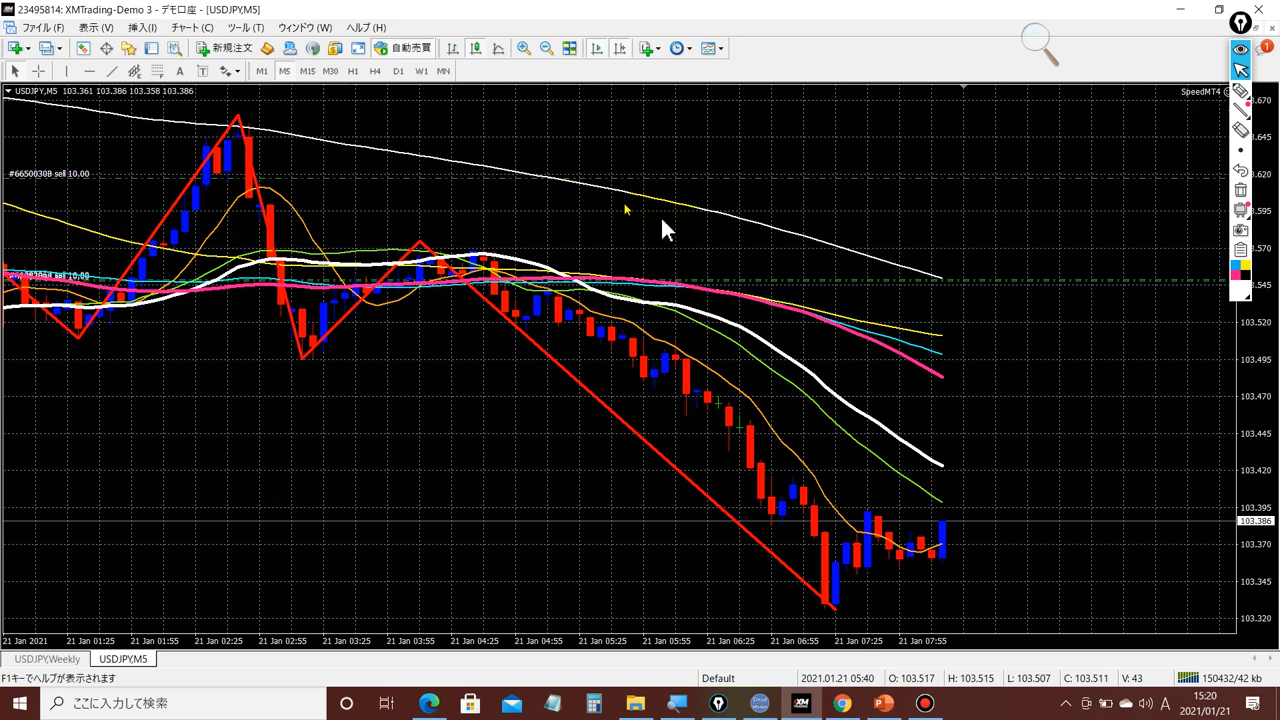 23495814: XMTrading-Demo 3 - デモ口座 - [USDJPY,M5]
ファイル (F) 表示 (V) 挿入(I) チャート (C) ツール (T) ウィンドウ (W) ヘルプ (H)
新規注文 自動売買
A T M1 M5 M15 M30 H1 H4 D1 W1 MN
USDJPY,M5 103.361 103.386 103.358 103.386
SpeedMT4
103.670
103.645
#66500308 sell 10.00
103.620
103.595
103.570
sell 10.00
103.545
103.520
103.495
103.470
103.445
103.420
103.395
103.386
103.370
103.345
103.320
21 Jan 2021 21 Jan 01:25 21 Jan 01:55 21 Jan 02:25 21 Jan 02:55 21 Jan 03:25 21 Jan 03:55 21 Jan 04:25 21 Jan 04:55 21 Jan 05:25 21 Jan 05:55 21 Jan 06:25 21 Jan 06:55 21 Jan 07:25 21 Jan 07:55
USDJPY,Weekly USDJPY,M5
F1キーでヘルプが表示されます Default 2021.01.21 05:40 O: 103.517 H: 103.515 L: 103.507 C: 103.511 V: 43 150432/42 kb
ここに入力して検索 XM A 15:20
2021/01/21